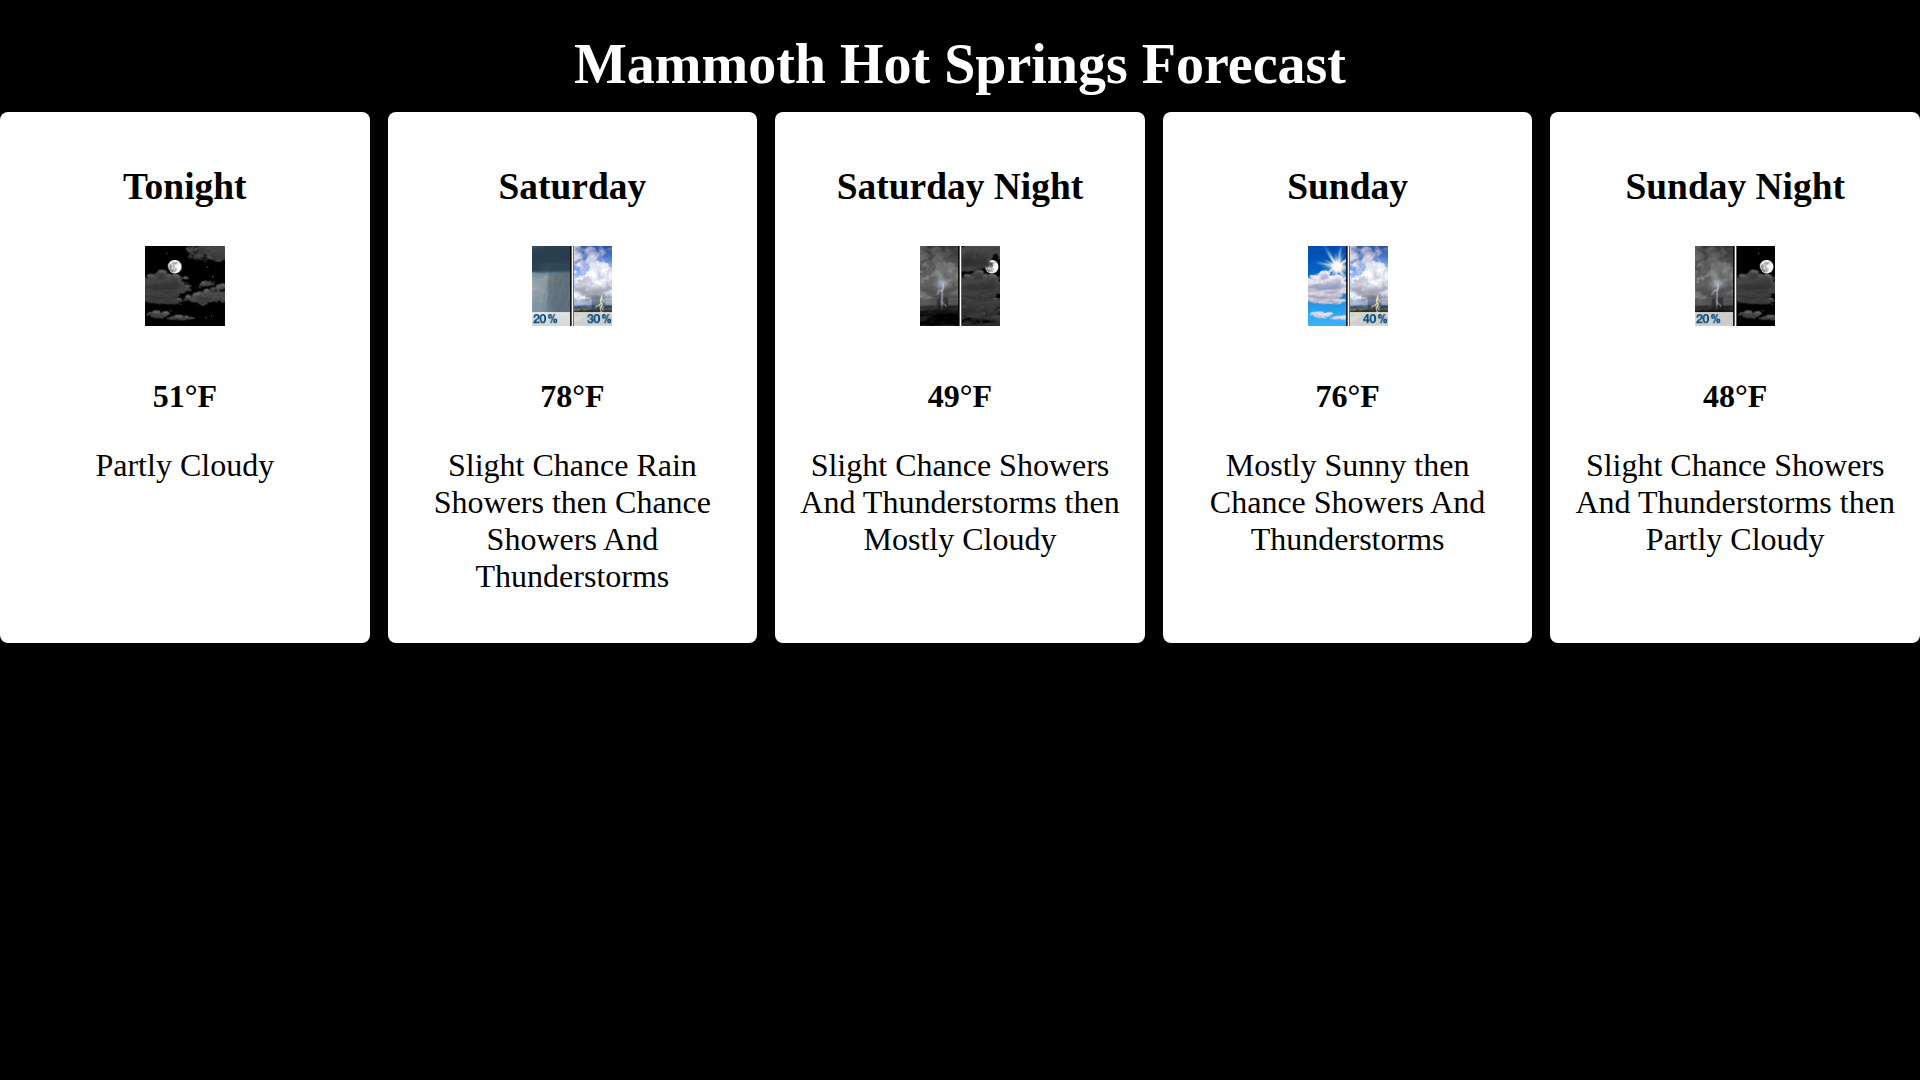 Mammoth Hot Springs Forecast
Tonight
51°F
Partly Cloudy
Saturday
20%
30%
78°F
Slight Chance Rain
Showers then Chance
Showers And
Thunderstorms
Saturday Night
49°F
Slight Chance Showers
And Thunderstorms then
Mostly Cloudy
Sunday
40%
76°F
Mostly Sunny then
Chance Showers And
Thunderstorms
Sunday Night
20%
48°F
Slight Chance Showers
And Thunderstorms then
Partly Cloudy